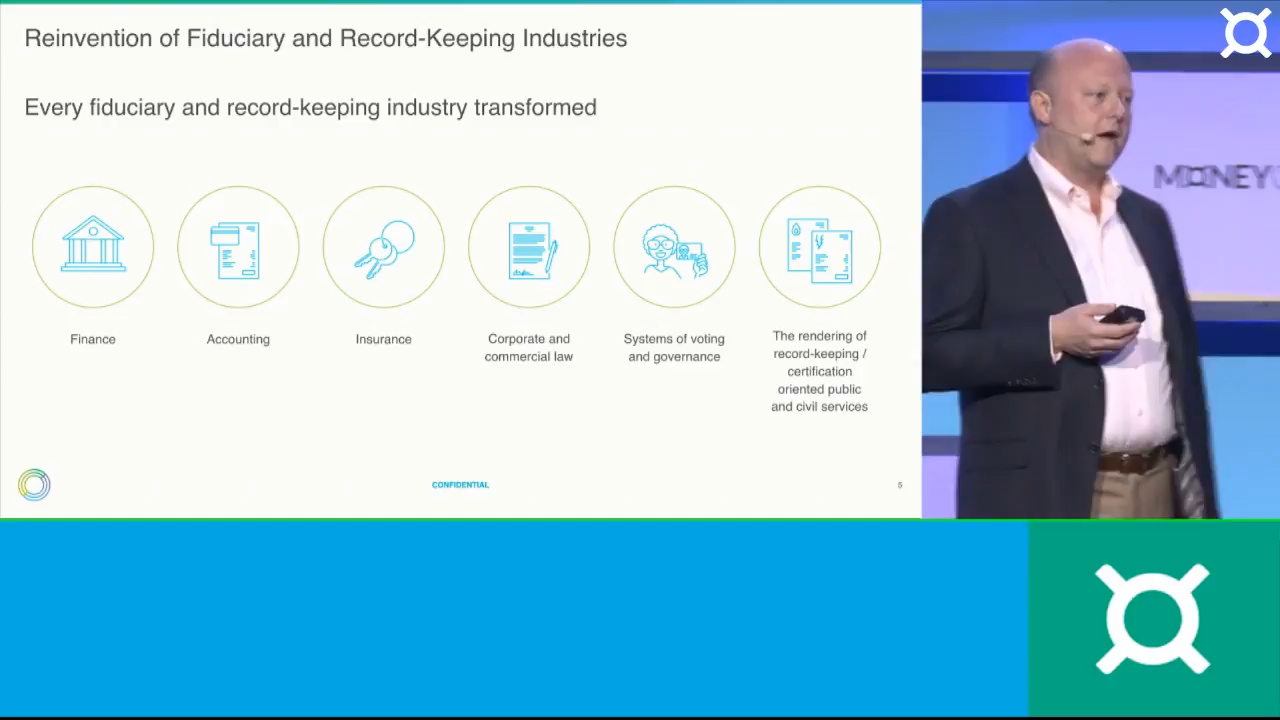 Reinvention of Fiduciary and Record-Keeping Industries
Every fiduciary and record-keeping industry transformed
Finance
Accounting
Insurance
Corporate and
commercial law
Systems of voting
and governance
The rendering of
record-keeping /
certification
oriented public
and civil services
CONFIDENTIAL
5
MONEY